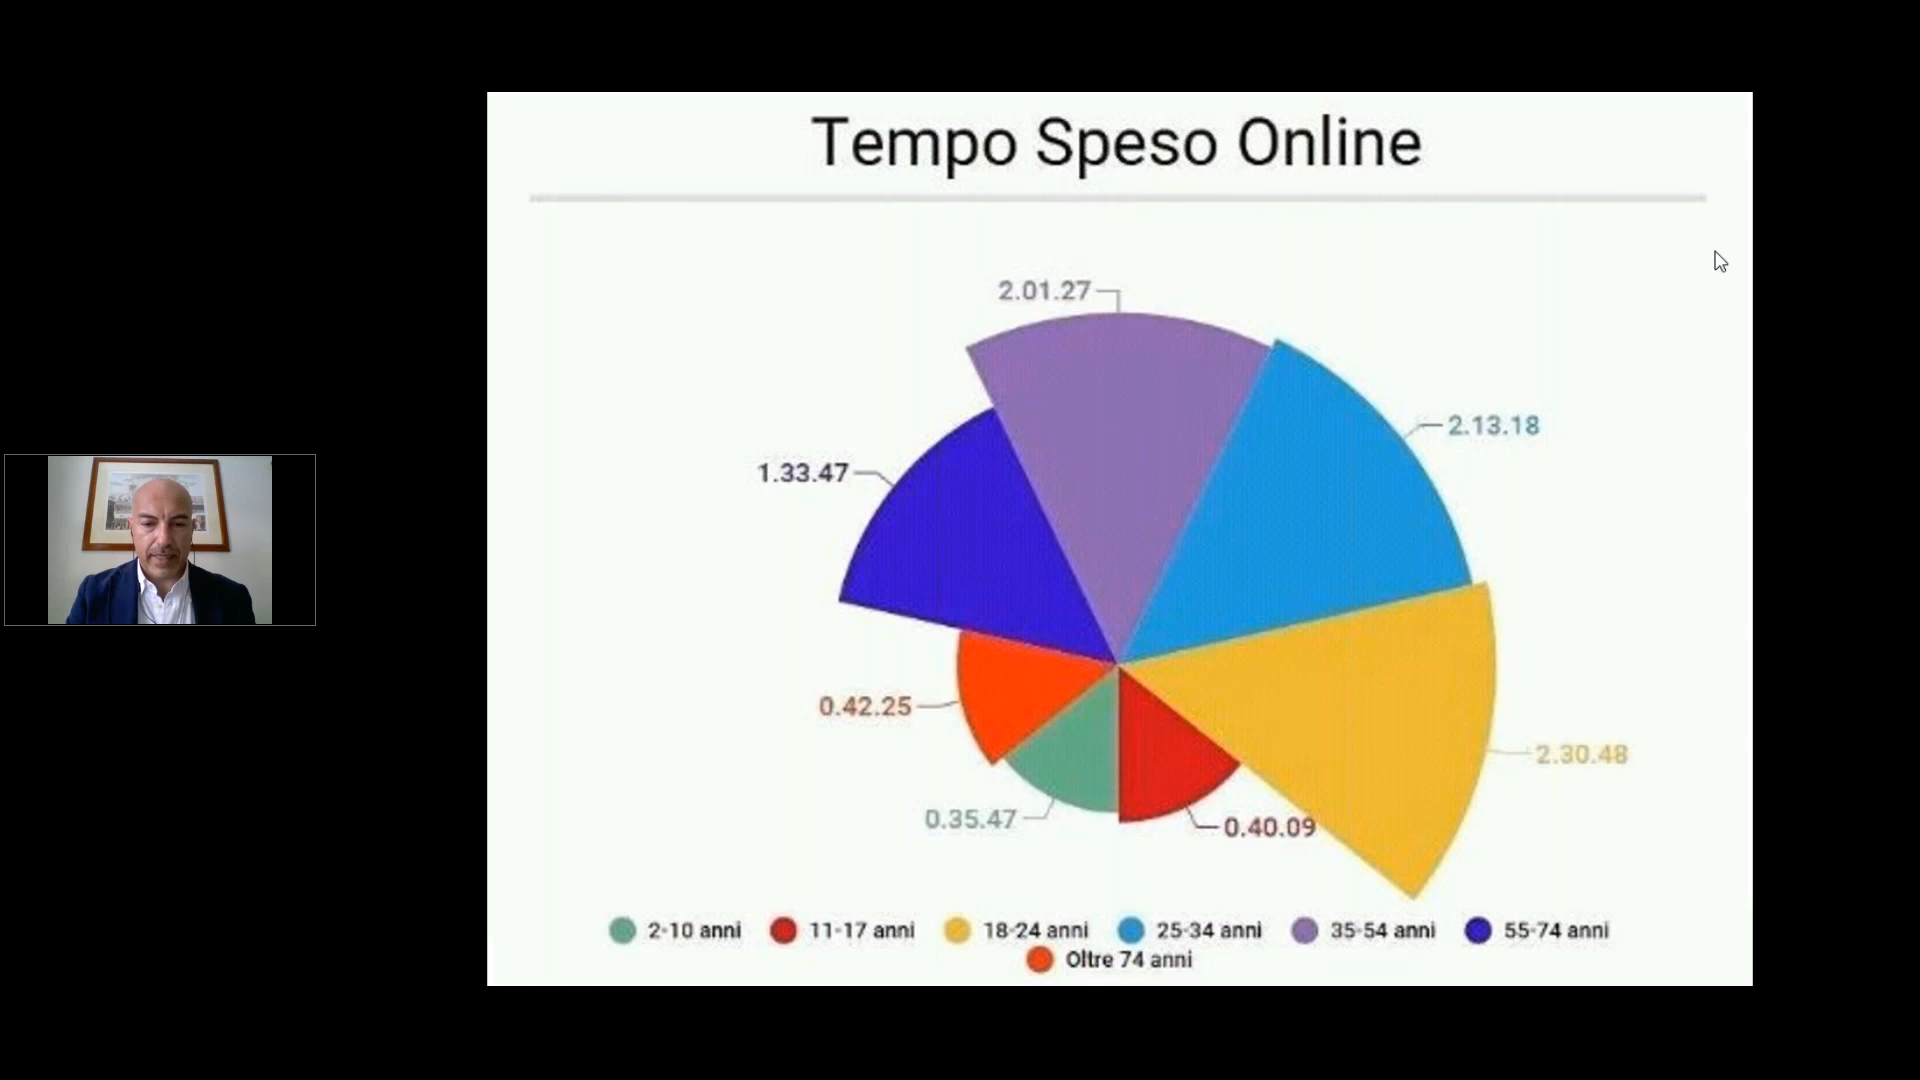 Tempo Speso Online
2.01.27
2.13.18
1.33.47
0.42.25
2.30.48
0.35.47
0.40.09
2-10 anni
11-17 anni
18-24 anni
25-34 anni
35-54 anni
55-74 anni
Oltre 74 anni